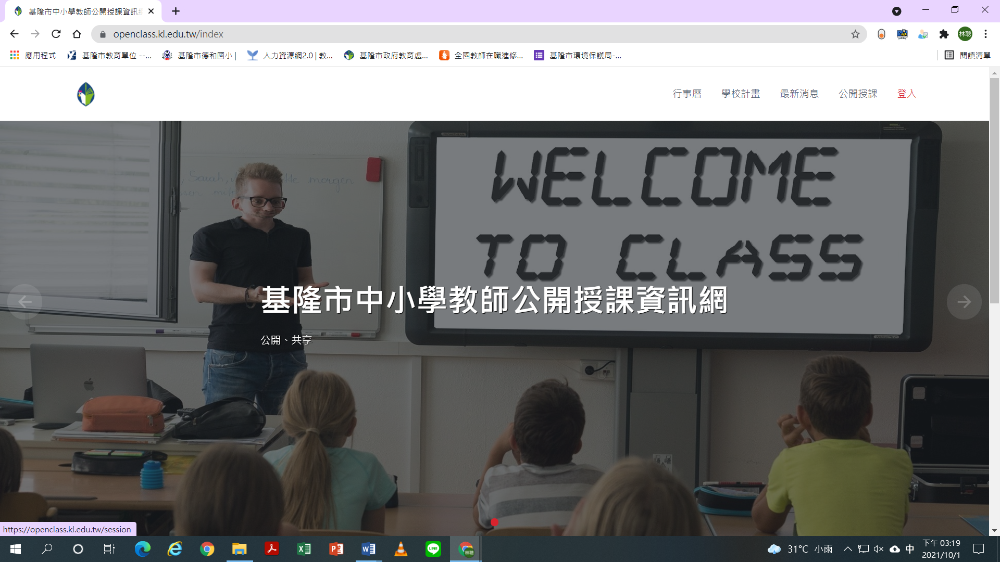 基隆市中小學教師公開授課資訊
openclass.kl.edu.tw/index
林聰
應用程式
基隆市教育單位 --...
基隆市德和國小 |
人力資源網2.0 | 教...
基隆市政府教育處...
全國教師在職進修...
基隆市環境保護局-...
閱讀清單
行事曆
學校計畫
最新消息
公開授課
登入
WELCOME
TO CLASS
基隆市中小學教師公開授課資訊網
公開、共享
https://openclass.kl.edu.tw/session
31°C 小雨
中
下午 03:19
2021/10/1